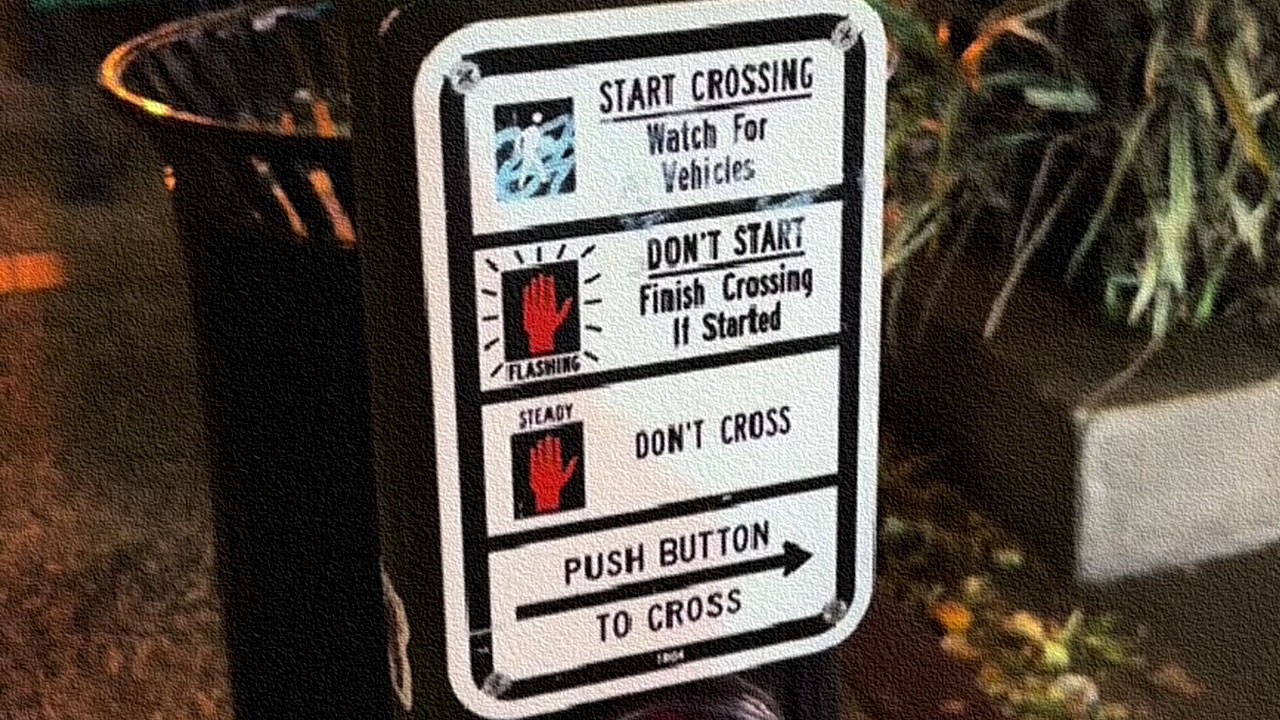 START CROSSING
Watch For
Vehicles
DON'T START
Finish Crossing
If Started
FLASHING
STEADY
DON'T CROSS
PUSH BUTTON
TO CROSS